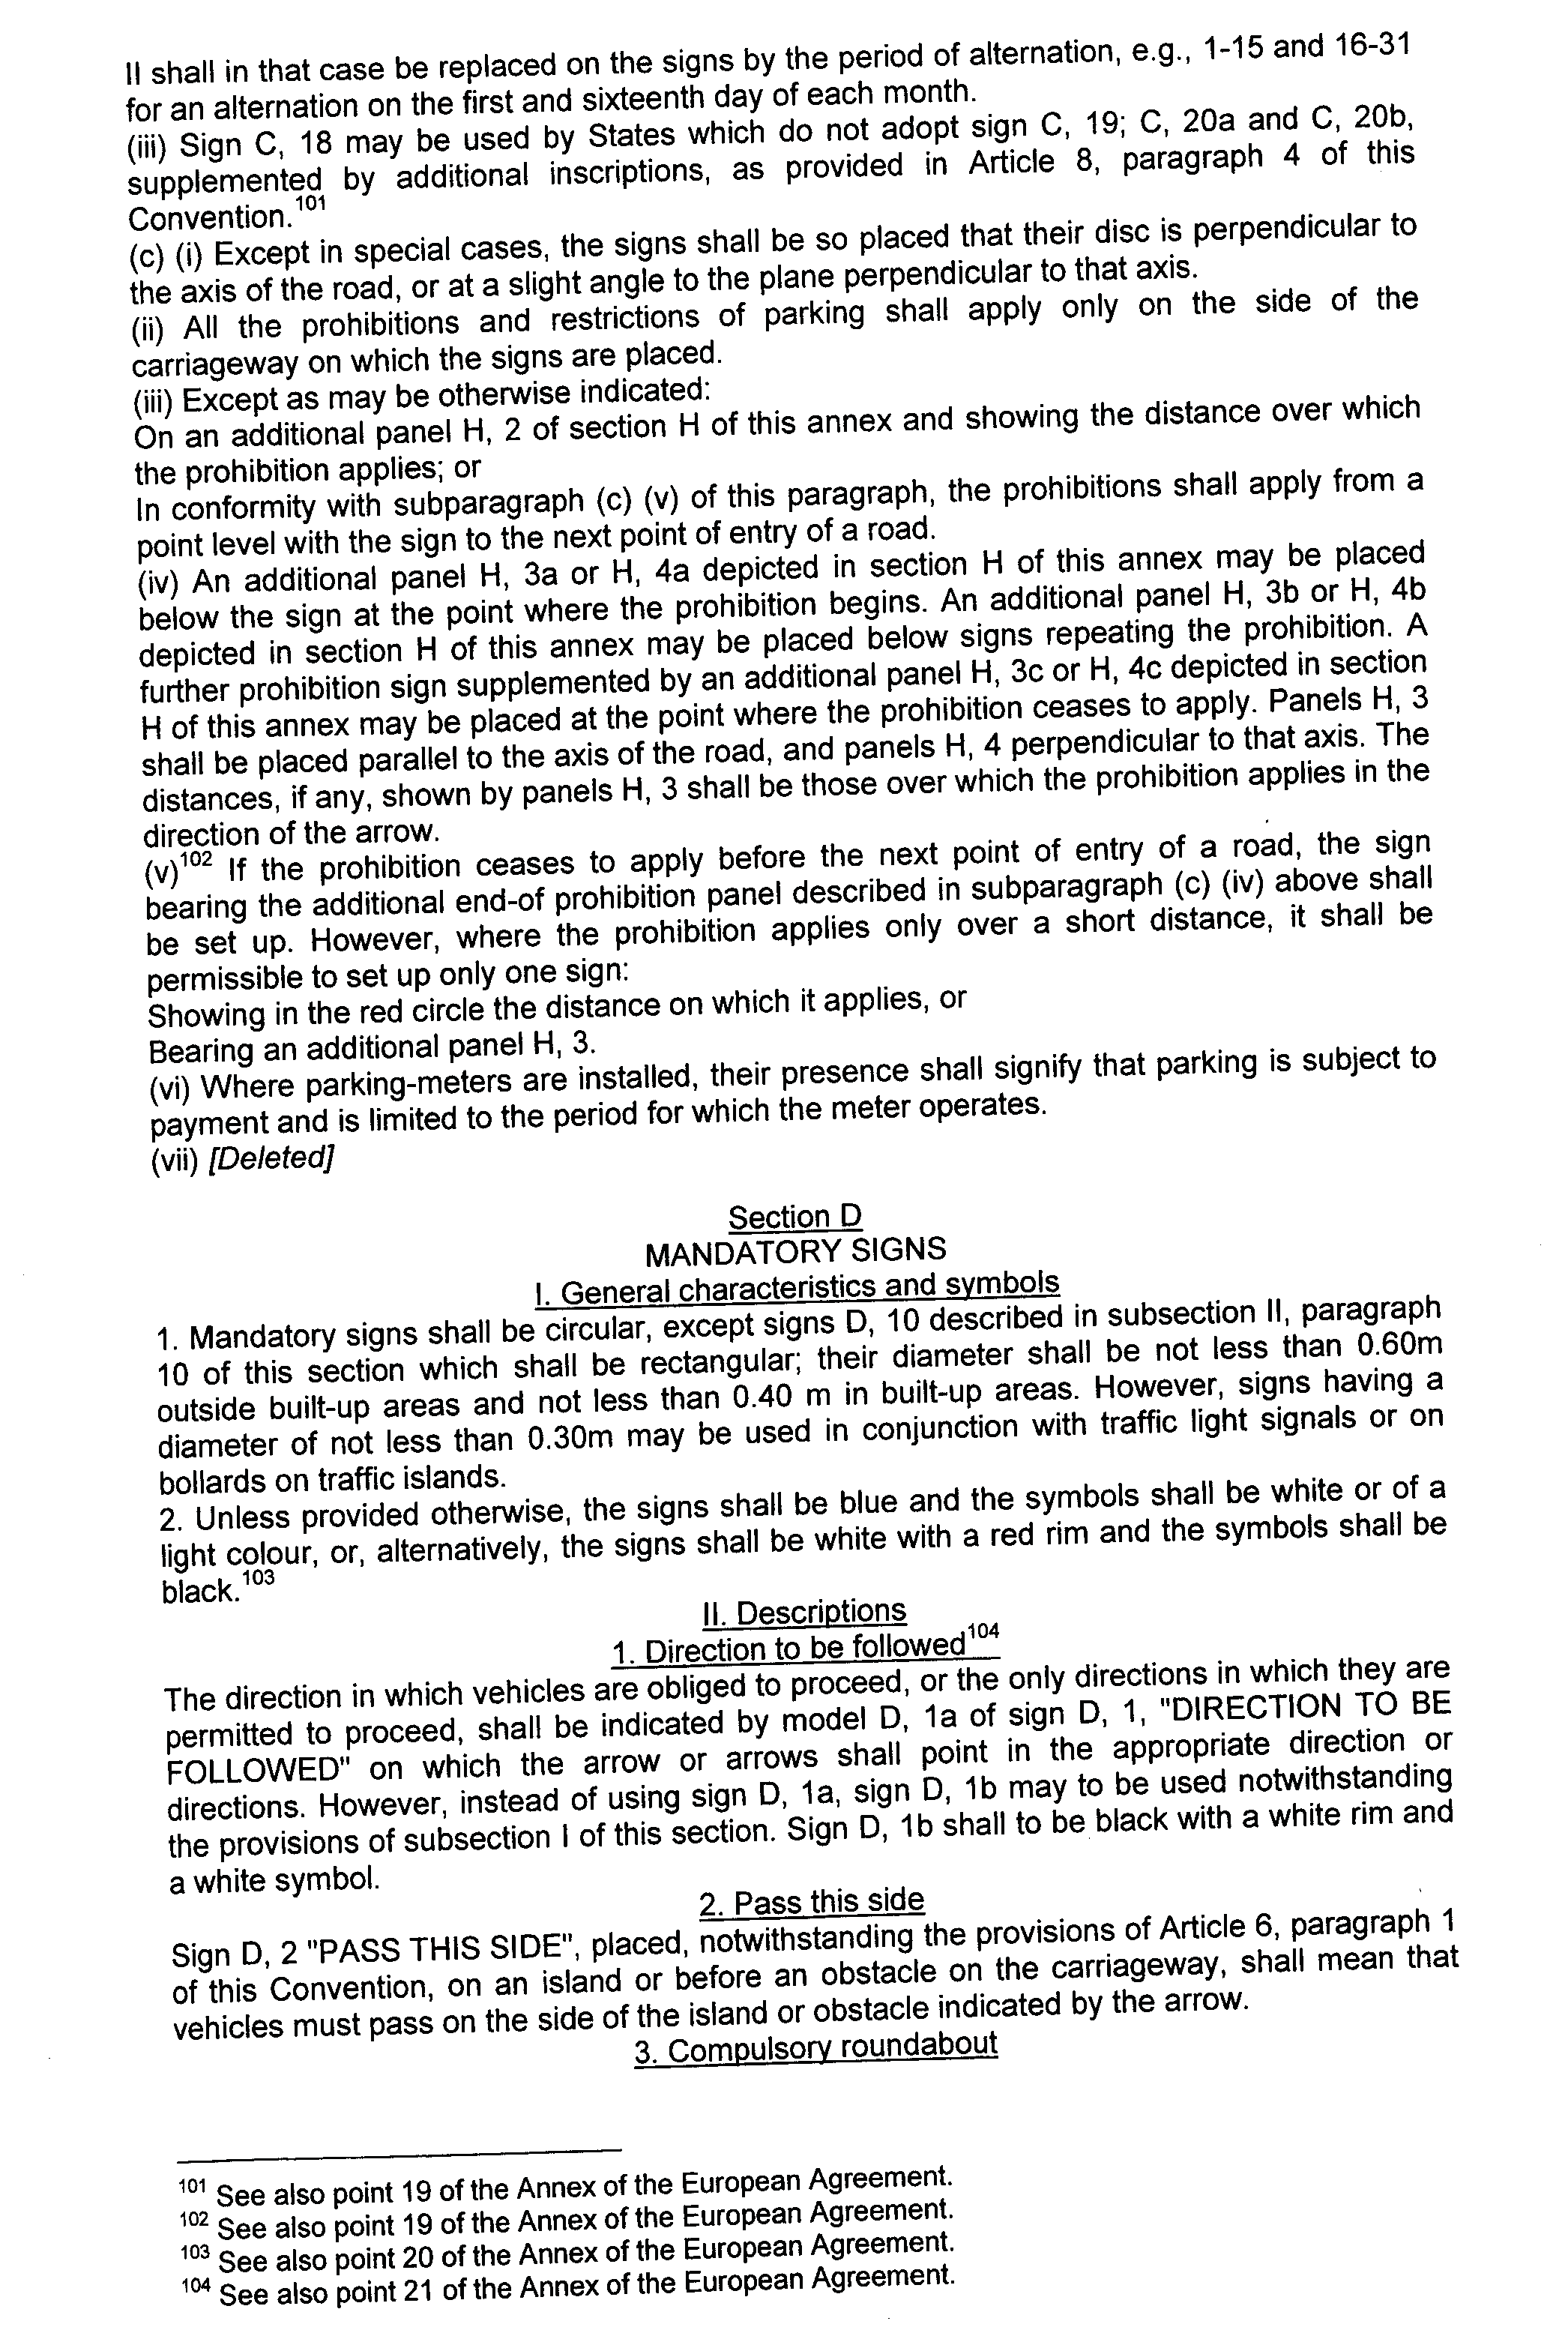 II shall in that case be replaced on the signs by the period of alternation, e.g., 1-15 and 16-31
for an alternation on the first and sixteenth day of each month.
(iii) Sign C, 18 may be used by States which do not adopt sign C, 19; C, 20a and C, 20b,
supplemented by additional inscriptions, as provided in Article 8, paragraph 4 of this
Convention.101
(c) (i) Except in special cases, the signs shall be so placed that their disc is perpendicular to
the axis of the road, or at a slight angle to the plane perpendicular to that axis.
(ii) All the prohibitions and restrictions of parking shall apply only on the side of the
carriageway on which the signs are placed.
(iii) Except as may be otherwise indicated:
On an additional panel H, 2 of section H of this annex and showing the distance over which
the prohibition applies; or
In conformity with subparagraph (c) (v) of this paragraph, the prohibitions shall apply from a
point level with the sign to the next point of entry of a road.
(iv) An additional panel H, 3a or H, 4a depicted in section H of this annex may be placed
below the sign at the point where the prohibition begins. An additional panel H, 3b or H, 4b
depicted in section H of this annex may be placed below signs repeating the prohibition. A
further prohibition sign supplemented by an additional panel H, 3c or H, 4c depicted in section
H of this annex may be placed at the point where the prohibition ceases to apply. Panels H, 3
shall be placed parallel to the axis of the road, and panels H, 4 perpendicular to that axis. The
distances, if any, shown by panels H, 3 shall be those over which the prohibition applies in the
direction of the arrow.
(v)102 If the prohibition ceases to apply before the next point of entry of a road, the sign
bearing the additional end-of prohibition panel described in subparagraph (c) (iv) above shall
be set up. However, where the prohibition applies only over a short distance, it shall be
permissible to set up only one sign:
Showing in the red circle the distance on which it applies, or
Bearing an additional panel H, 3.
(vi) Where parking-meters are installed, their presence shall signify that parking is subject to
payment and is limited to the period for which the meter operates.
(vii) [Deleted]
Section D
MANDATORY SIGNS
I. General characteristics and symbols
1. Mandatory signs shall be circular, except signs D, 10 described in subsection II, paragraph
10 of this section which shall be rectangular; their diameter shall be not less than 0.60m
outside built-up areas and not less than 0.40 m in built-up areas. However, signs having a
diameter of not less than 0.30m may be used in conjunction with traffic light signals or on
bollards on traffic islands.
2. Unless provided otherwise, the signs shall be blue and the symbols shall be white or of a
light colour, or, alternatively, the signs shall be white with a red rim and the symbols shall be
black.103
II. Descriptions
1. Direction to be followed104
The direction in which vehicles are obliged to proceed, or the only directions in which they are
permitted to proceed, shall be indicated by model D, 1a of sign D, 1, "DIRECTION TO BE
FOLLOWED" on which the arrow or arrows shall point in the appropriate direction or
directions. However, instead of using sign D, 1a, sign D, 1b may to be used notwithstanding
the provisions of subsection I of this section. Sign D, 1b shall to be black with a white rim and
a white symbol.
2. Pass this side
Sign D, 2 "PASS THIS SIDE", placed, notwithstanding the provisions of Article 6, paragraph 1
of this Convention, on an island or before an obstacle on the carriageway, shall mean that
vehicles must pass on the side of the island or obstacle indicated by the arrow.
3. Compulsory roundabout
101 See also point 19 of the Annex of the European Agreement.
102 See also point 19 of the Annex of the European Agreement.
103 See also point 20 of the Annex of the European Agreement.
104 See also point 21 of the Annex of the European Agreement.